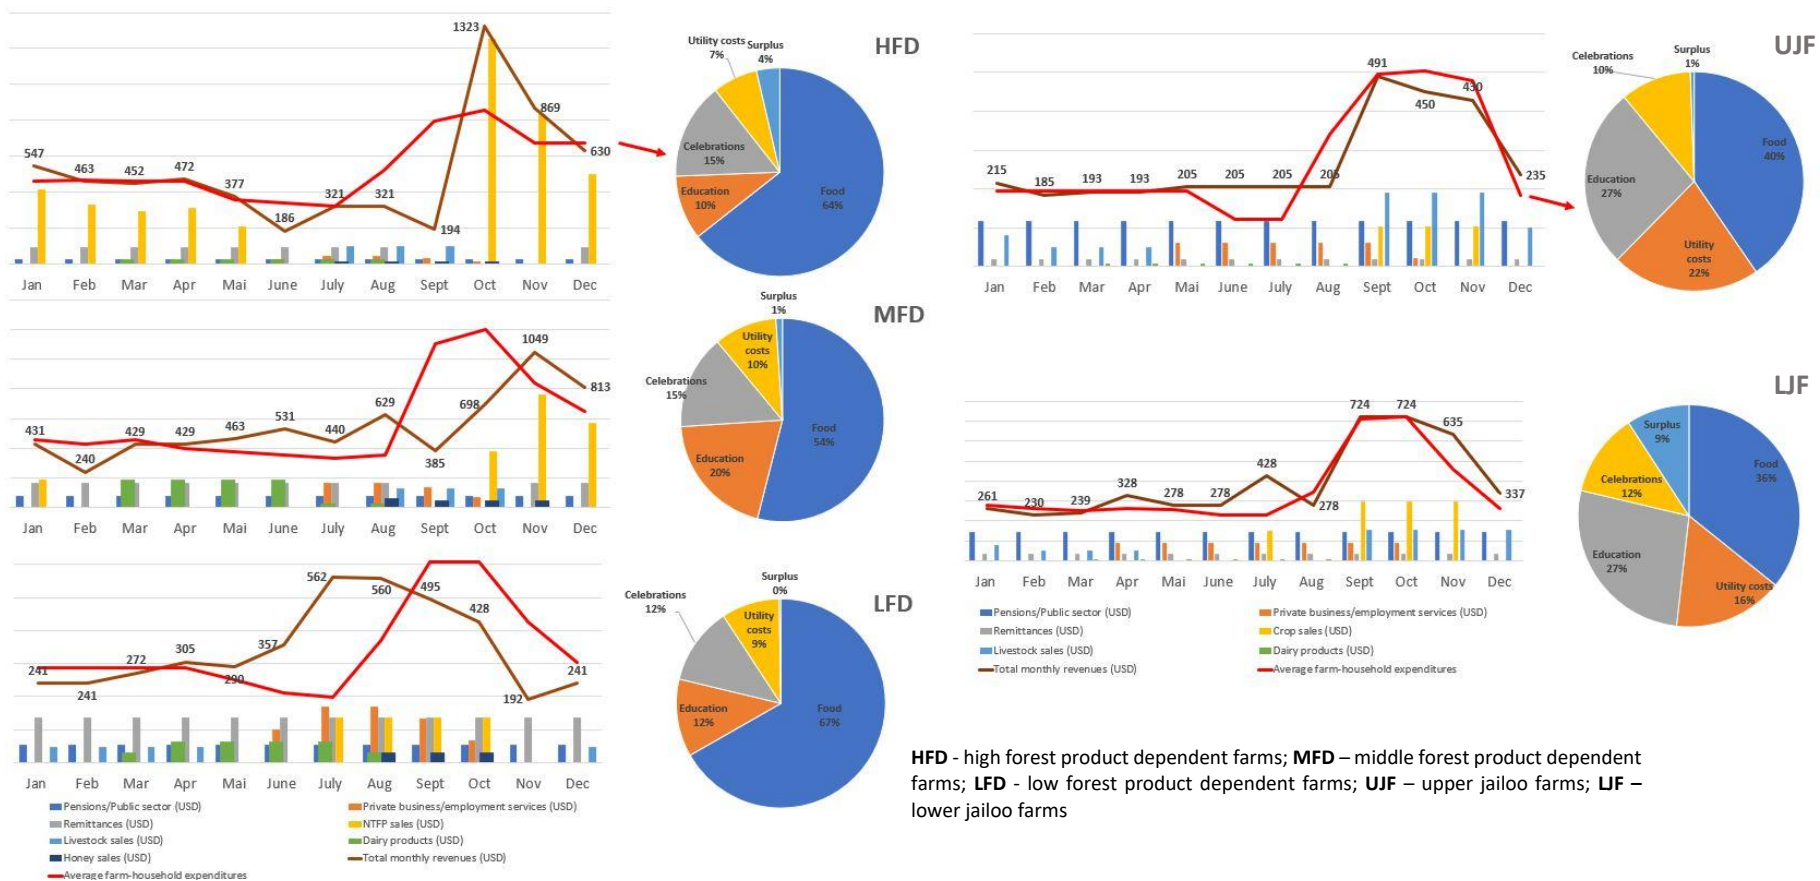 HFD
1323
547
463
452
472
377
186
321
321
194
869
630
Jan Feb Mar Apr Mai June July Aug Sept Oct Nov Dec
Utility costs
7%
Surplus
4%
Celebrations
15%
Education
10%
Food
64%
MFD
431
240
429
429
463
531
440
629
385
698
1049
813
Jan Feb Mar Apr Mai June July Aug Sept Oct Nov Dec
Surplus
1%
Utility
costs
10%
Celebrations
15%
Education
20%
Food
54%
LFD
241
241
272
305
290
357
562
560
495
428
192
241
Jan Feb Mar Apr Mai June July Aug Sept Oct Nov Dec
Surplus
0%
Celebrations
12%
Utility
costs
9%
Education
12%
Food
67%
Pensions/Public sector (USD) Private business/employment services (USD)
Remittances (USD) NTFP sales (USD)
Livestock sales (USD) Dairy products (USD)
Honey sales (USD) Total monthly revenues (USD)
Average farm-household expenditures
UJF
215
185
193
193
205
205
205
205
491
450
430
235
Jan Feb Mar Apr Mai June July Aug Sept Oct Nov Dec
Surplus
1%
Celebrations
10%
Food
40%
Education
27%
Utility
costs
22%
LJF
261
230
239
328
278
278
428
278
724
724
635
337
Jan Feb Mar Apr Mai June July Aug Sept Oct Nov Dec
Surplus
9%
Food
36%
Celebrations
12%
Education
27%
Utility costs
16%
Pensions/Public sector (USD) Private business/employment services (USD)
Remittances (USD) Crop sales (USD)
Livestock sales (USD) Dairy products (USD)
Total monthly revenues (USD) Average farm-household expenditures
HFD - high forest product dependent farms; MFD – middle forest product dependent
farms; LFD - low forest product dependent farms; UJF – upper jailoo farms; LJF –
lower jailoo farms